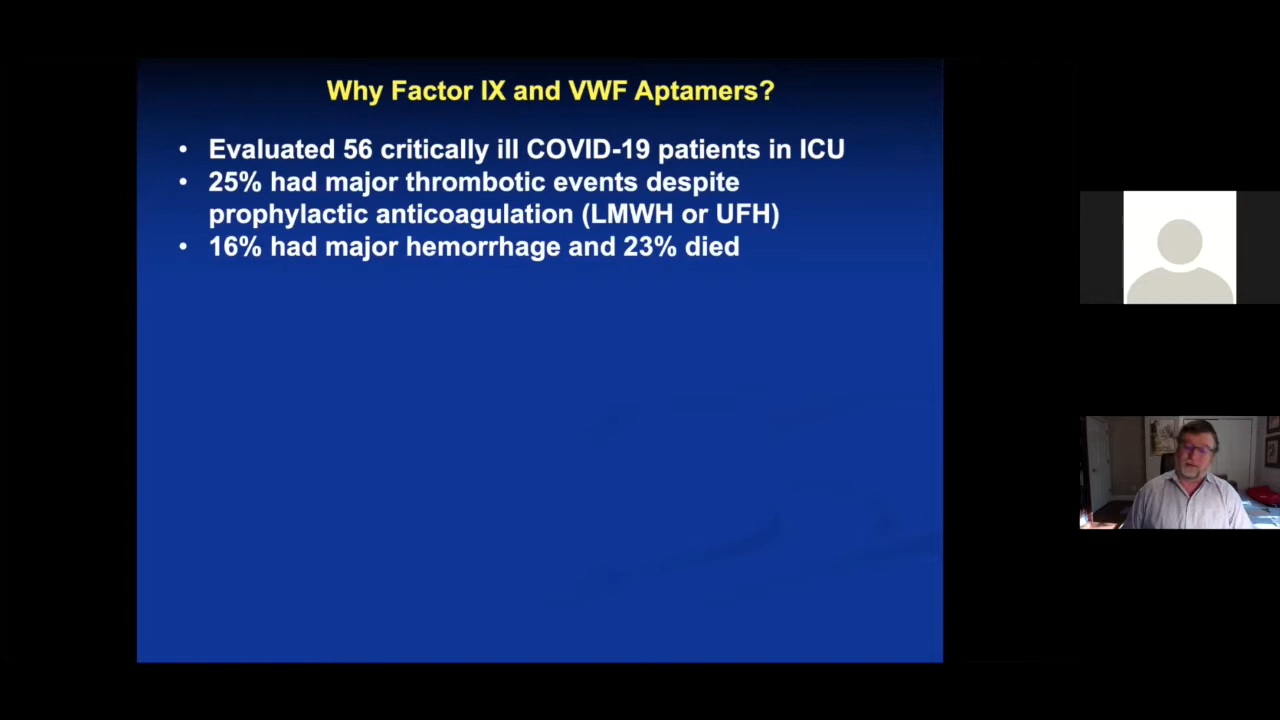 Why Factor IX and VWF Aptamers?
• Evaluated 56 critically ill COVID-19 patients in ICU
• 25% had major thrombotic events despite
prophylactic anticoagulation (LMWH or UFH)
• 16% had major hemorrhage and 23% died